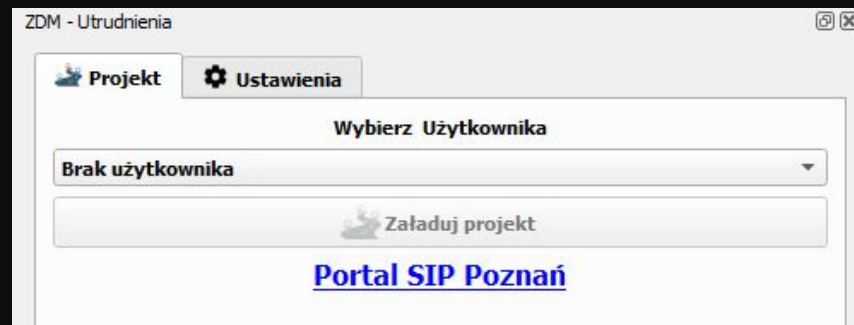 ZDM - Utrudnienia
Projekt Ustawienia
Wybierz Użytkownika
Brak użytkownika
Załaduj projekt
Portal SIP Poznań